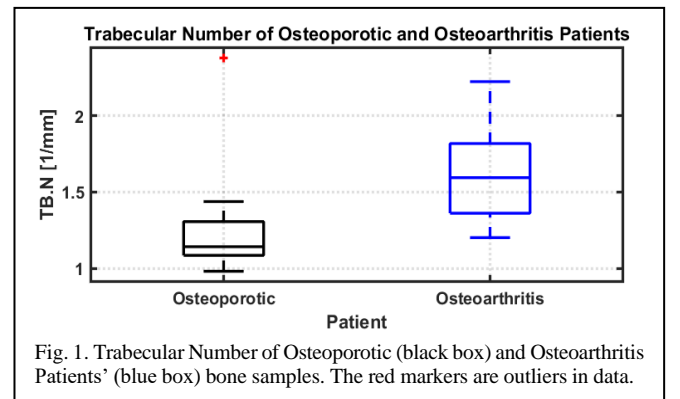 Trabecular Number of Osteoporotic and Osteoarthritis Patients
TB.N [1/mm]
2
1.5
1
Osteoporotic Osteoarthritis
Patient
Fig. 1. Trabecular Number of Osteoporotic (black box) and Osteoarthritis
Patients’ (blue box) bone samples. The red markers are outliers in data.